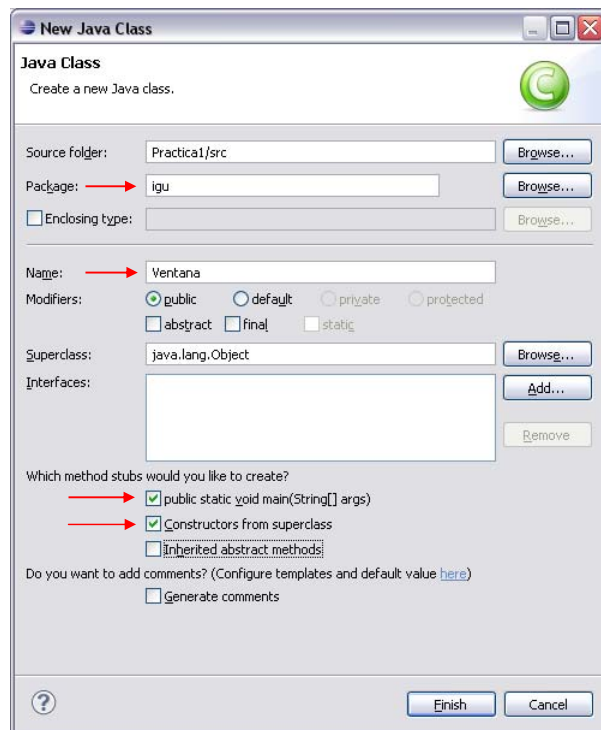 New Java Class
Java Class
Create a new Java class.
Source folder: Practica1/src Browse...
Package: igu Browse...
Enclosing type: Browse...
Name: Ventana
Modifiers: public default private protected
abstract final static
Superclass: java.lang.Object Browse...
Interfaces: Add...
Remove
Which method stubs would you like to create?
public static void main(String[] args)
Constructors from superclass
Inherited abstract methods
Do you want to add comments? (Configure templates and default value here)
Generate comments
Finish Cancel